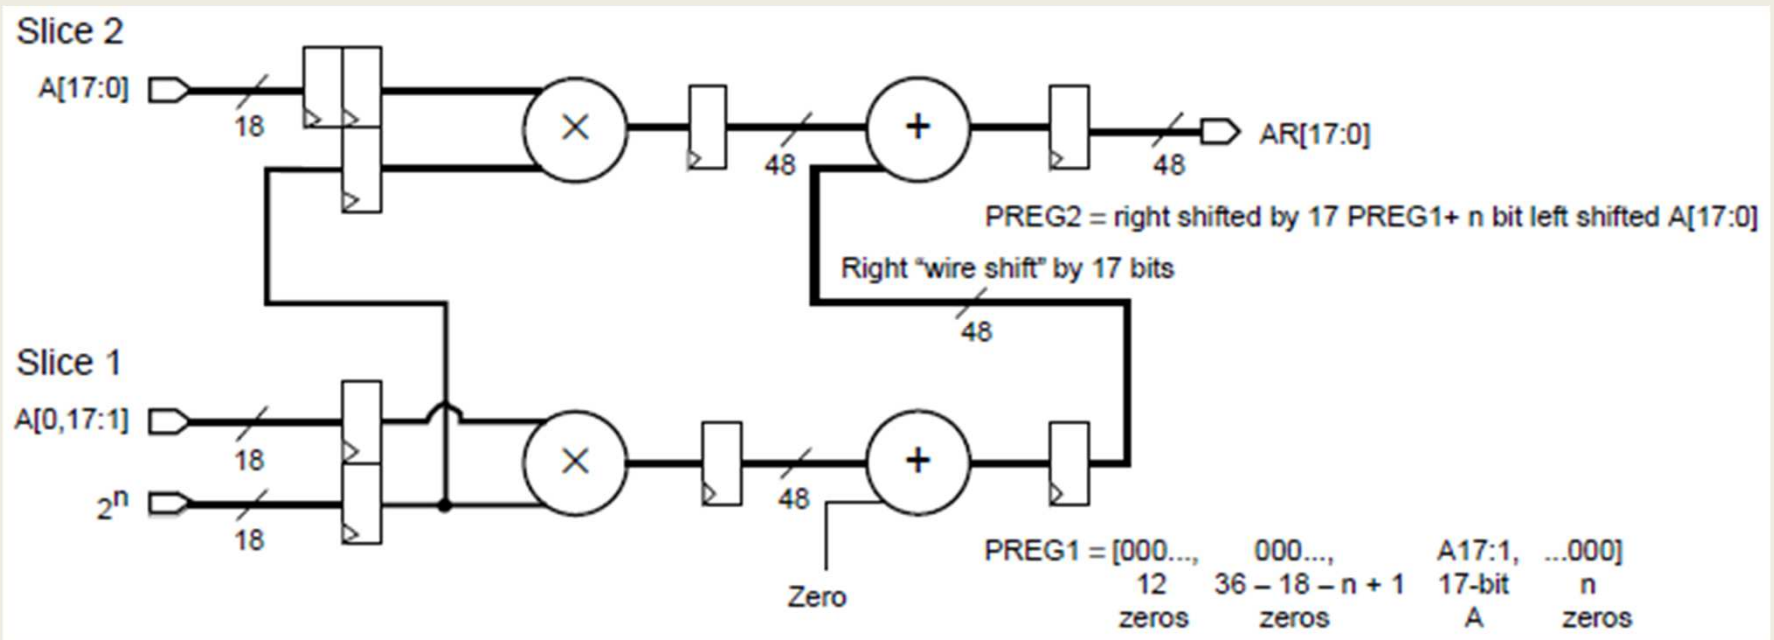 Slice 2
A[17:0]
18
×
48
+
48
AR[17:0]
PREG2 = right shifted by 17 PREG1+ n bit left shifted A[17:0]
Right “wire shift” by 17 bits
48
Slice 1
A[0,17:1]
18
2ⁿ
18
×
48
+
Zero
PREG1 = [000..., 000..., A17:1, ...000]
12 36 – 18 – n + 1 17-bit n
zeros zeros A zeros